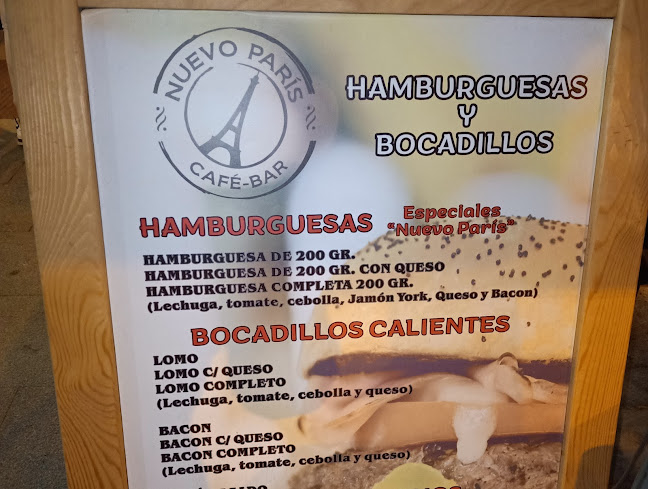 NUEVO PARÍS
CAFÉ-BAR
HAMBURGUESAS
Y
BOCADILLOS
HAMBURGUESAS Especiales
"Nuevo París"
HAMBURGUESA DE 200 GR.
HAMBURGUESA DE 200 GR. CON QUESO
HAMBURGUESA COMPLETA 200 GR.
(Lechuga, tomate, cebolla, Jamón York, Queso y Bacon)
BOCADILLOS CALIENTES
LOMO
LOMO C/ QUESO
LOMO COMPLETO
(Lechuga, tomate, cebolla y queso)
BACON
BACON C/ QUESO
BACON COMPLETO
(Lechuga, tomate, cebolla y queso)